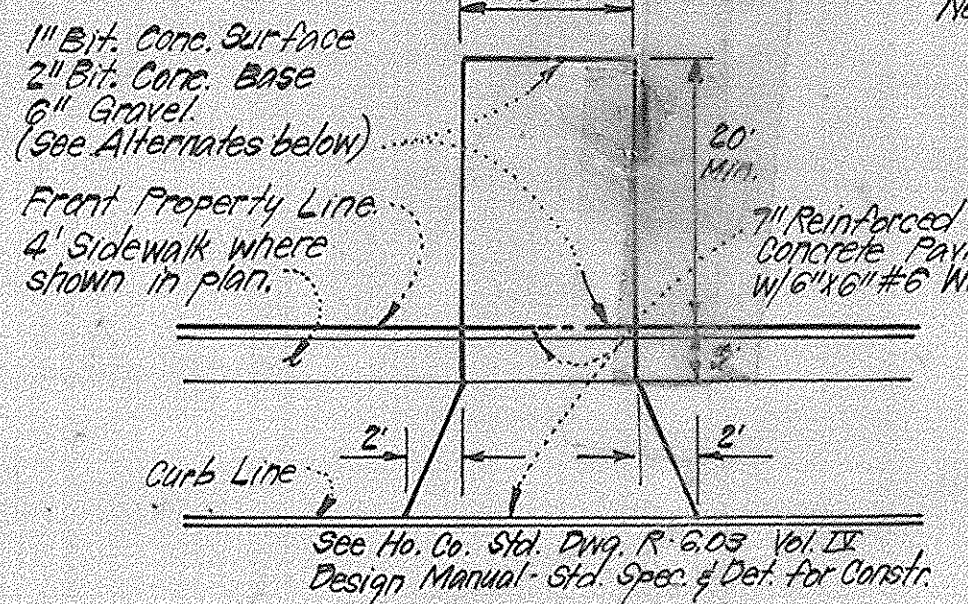 1" Bit. Conc. Surface
2" Bit. Conc. Base
6" Gravel.
(See Alternates below)
Front Property Line.
4' Sidewalk where
shown in plan.
20'
Min.
7" Reinforced
Concrete
w/6"x6" #6
2'
2'
Curb Line
See Ho. Co. Std. Dwg. R-6.03 Vol. IV
Design Manual - Std. Spec. & Det. for Constr.